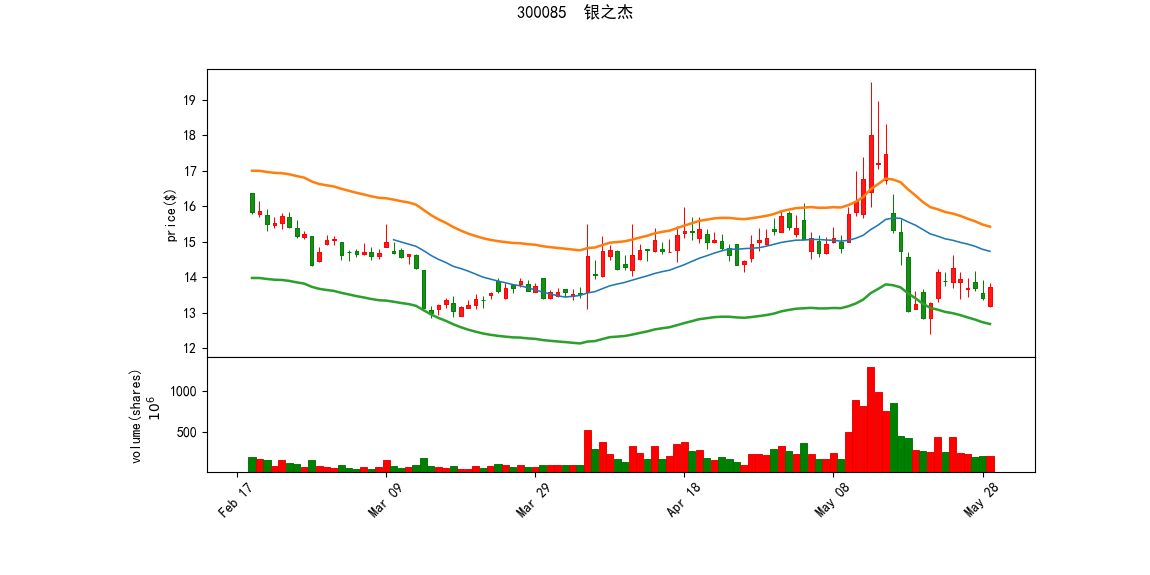 300085 银之杰
19
18
17
16
15
14
13
12
price($)
1000
500
volume(shares)
10^6
Feb 17
Mar 09
Mar 29
Apr 18
May 08
May 28